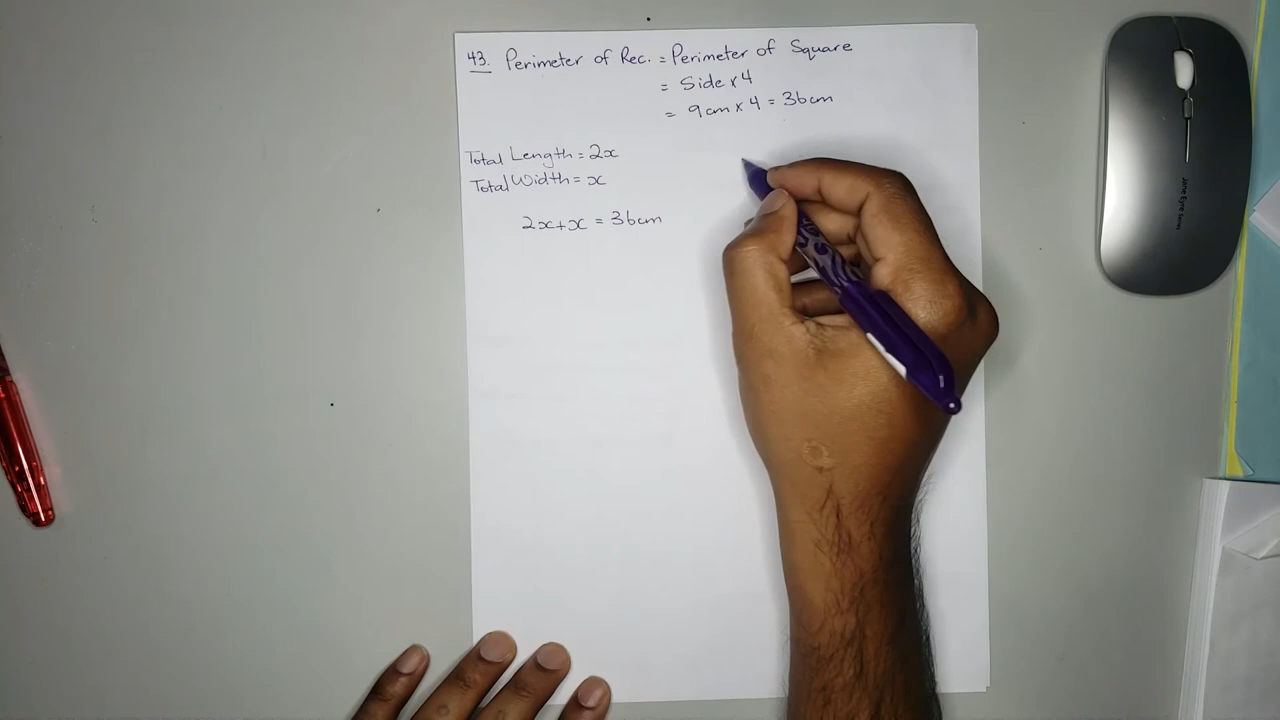 43. Perimeter of Rec. = Perimeter of Square
= Side x 4
= 9cm x 4 = 36cm
Total Length = 2x
Total Width = x
2x+x = 36cm